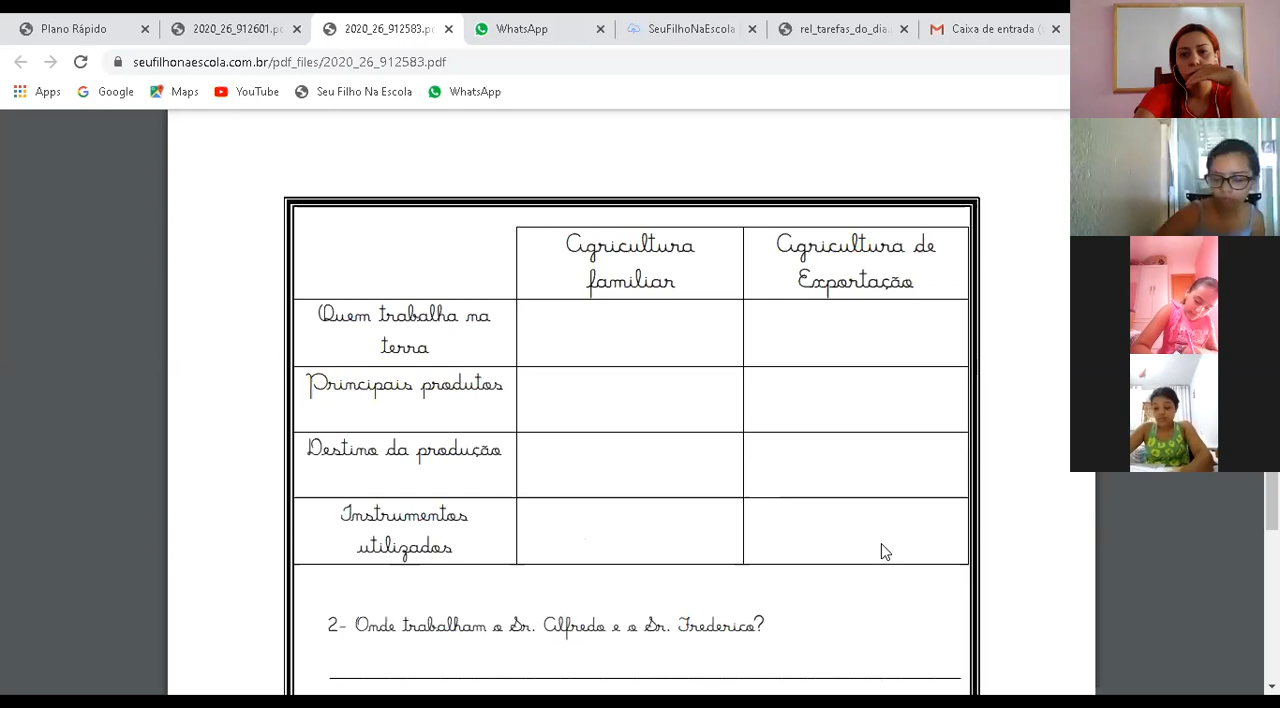 Plano Rápido
2020_26_912601.p
2020_26_912583.p
WhatsApp
SeuFilhoNaEscola
rel_tarefas_do_dia
Caixa de entrada (
seufilhonaescola.com.br/pdf_files/2020_26_912583.pdf
Apps
Google
Maps
YouTube
Seu Filho Na Escola
WhatsApp
Agricultura familiar
Agricultura de Exportação
Quem trabalha na
terra
Principais produtos
Destino da produção
Instrumentos
utilizados
2- Onde trabalham o Sr. Alfredo e o Sr. Frederico?